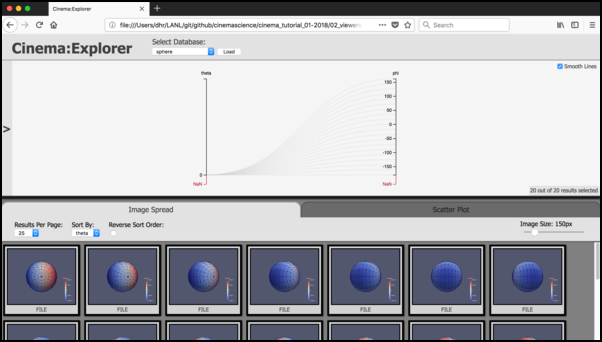 Cinema:Explorer
file:///Users/dhr/LANL/git/github/cinemascience/cinema_tutorial_01-2018/02_viewers
Search
Cinema:Explorer
Select Database:
sphere
Load
Smooth Lines
theta
phi
150
100
50
0
-50
-100
-150
0
NaN
NaN
>
20 out of 20 results selected
Image Spread
Scatter Plot
Results Per Page:
Sort By:
Reverse Sort Order:
Image Size: 150px
25
theta
FILE
FILE
FILE
FILE
FILE
FILE
FILE